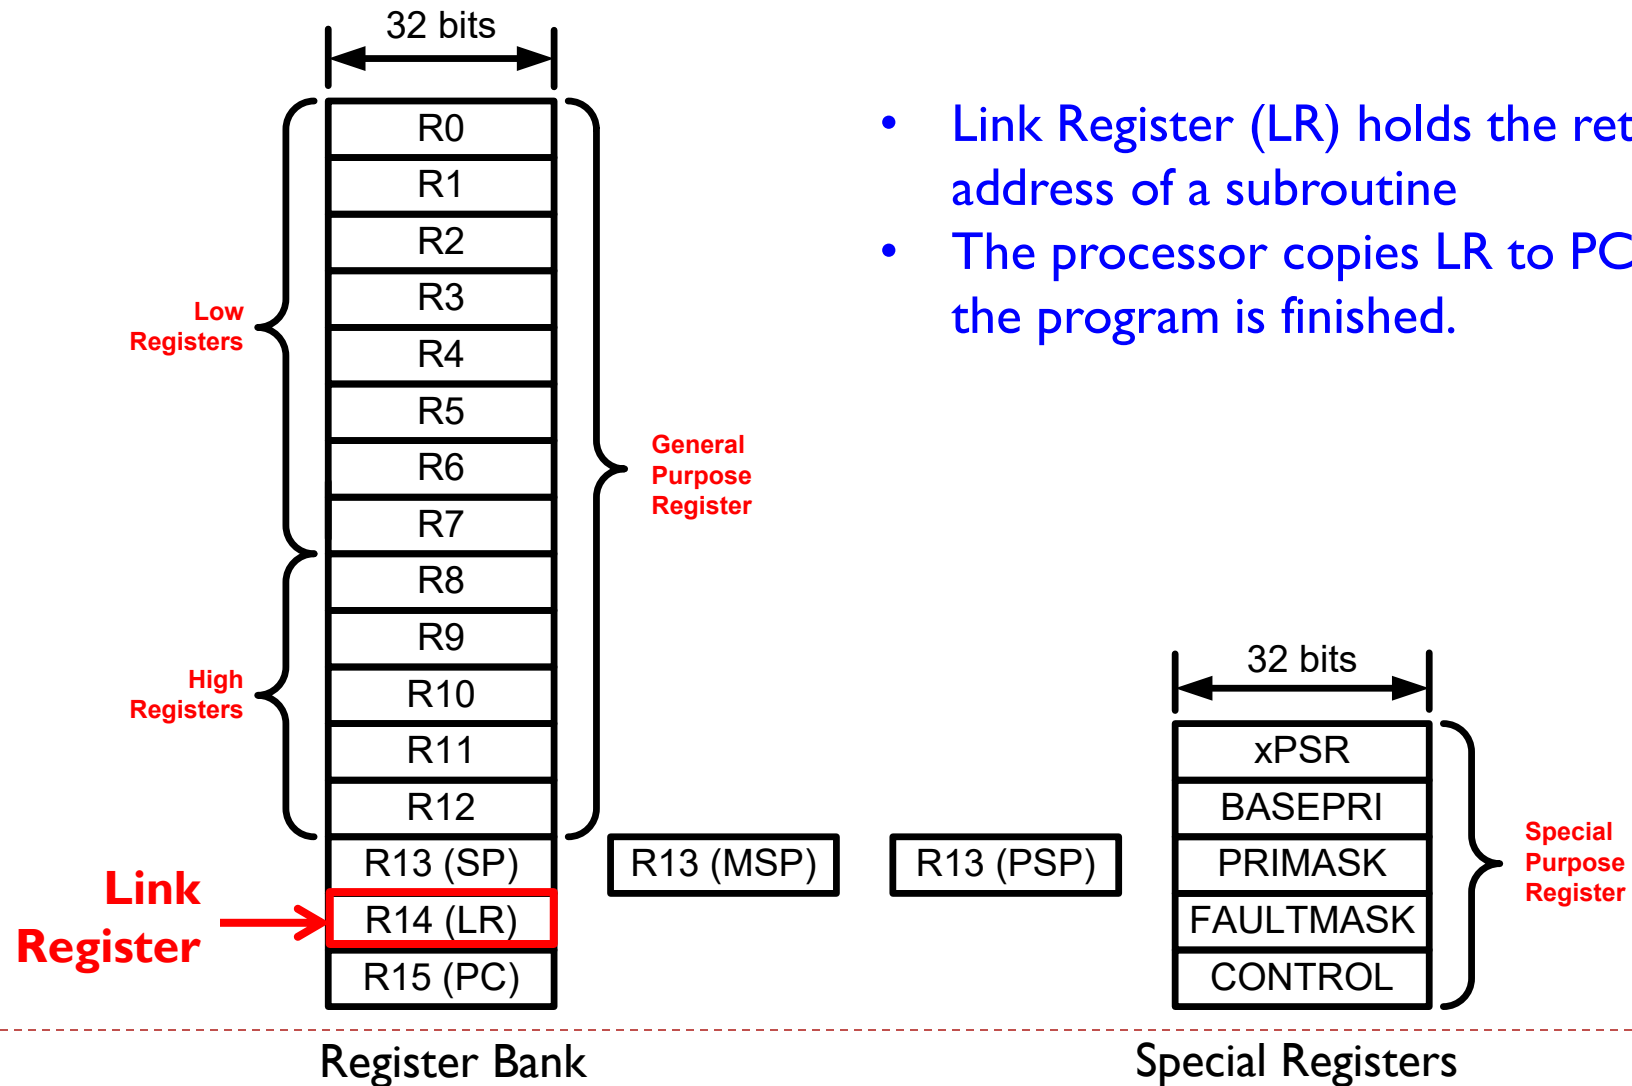 32 bits
• Link Register (LR) holds the ret
address of a subroutine
• The processor copies LR to PC
the program is finished.
R0
R1
R2
R3
R4
R5
R6
R7
R8
R9
R10
R11
R12
R13 (SP)
R14 (LR)
R15 (PC)
Low
Registers
High
Registers
General
Purpose
Register
Link
Register
R13 (MSP)
R13 (PSP)
32 bits
xPSR
BASEPRI
PRIMASK
FAULTMASK
CONTROL
Special
Purpose
Register
Register Bank
Special Registers